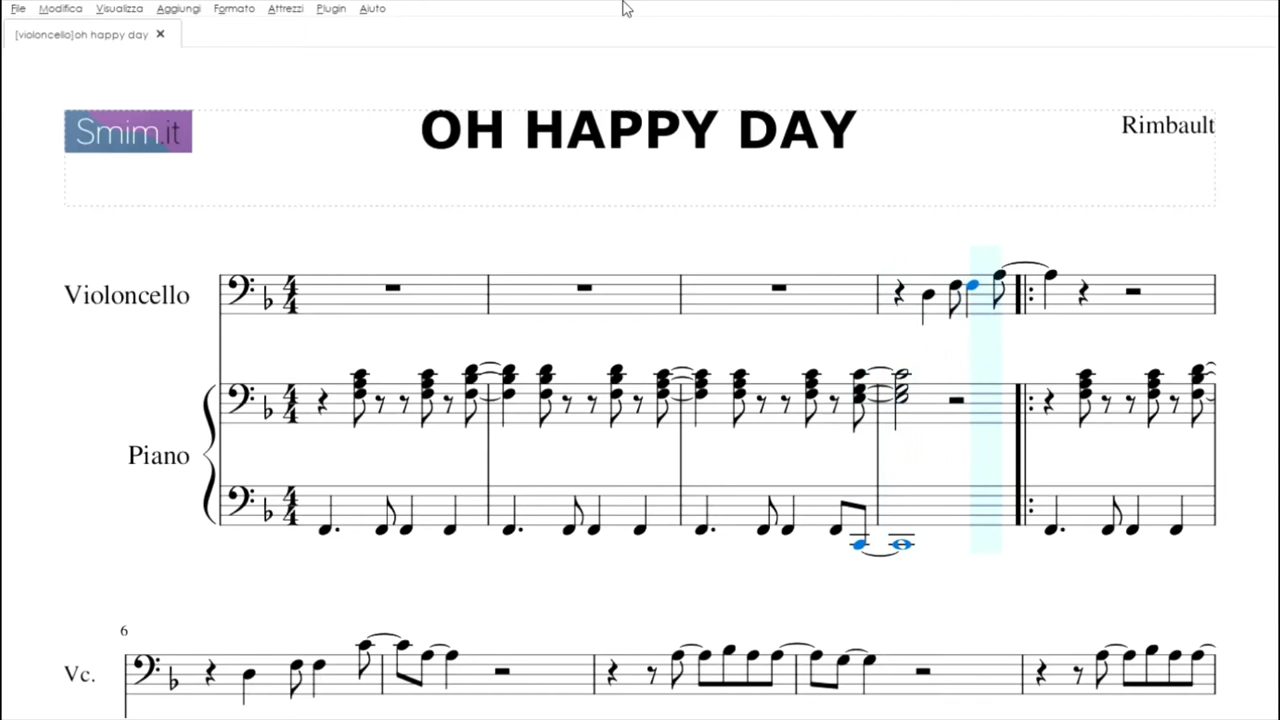 File Modifica Visualizza Aggiungi Formato Attrezzi Plugin Aiuto
[violoncello]oh happy day
Smim.it
OH HAPPY DAY
Rimbault
Violoncello
Piano
6
Vc.